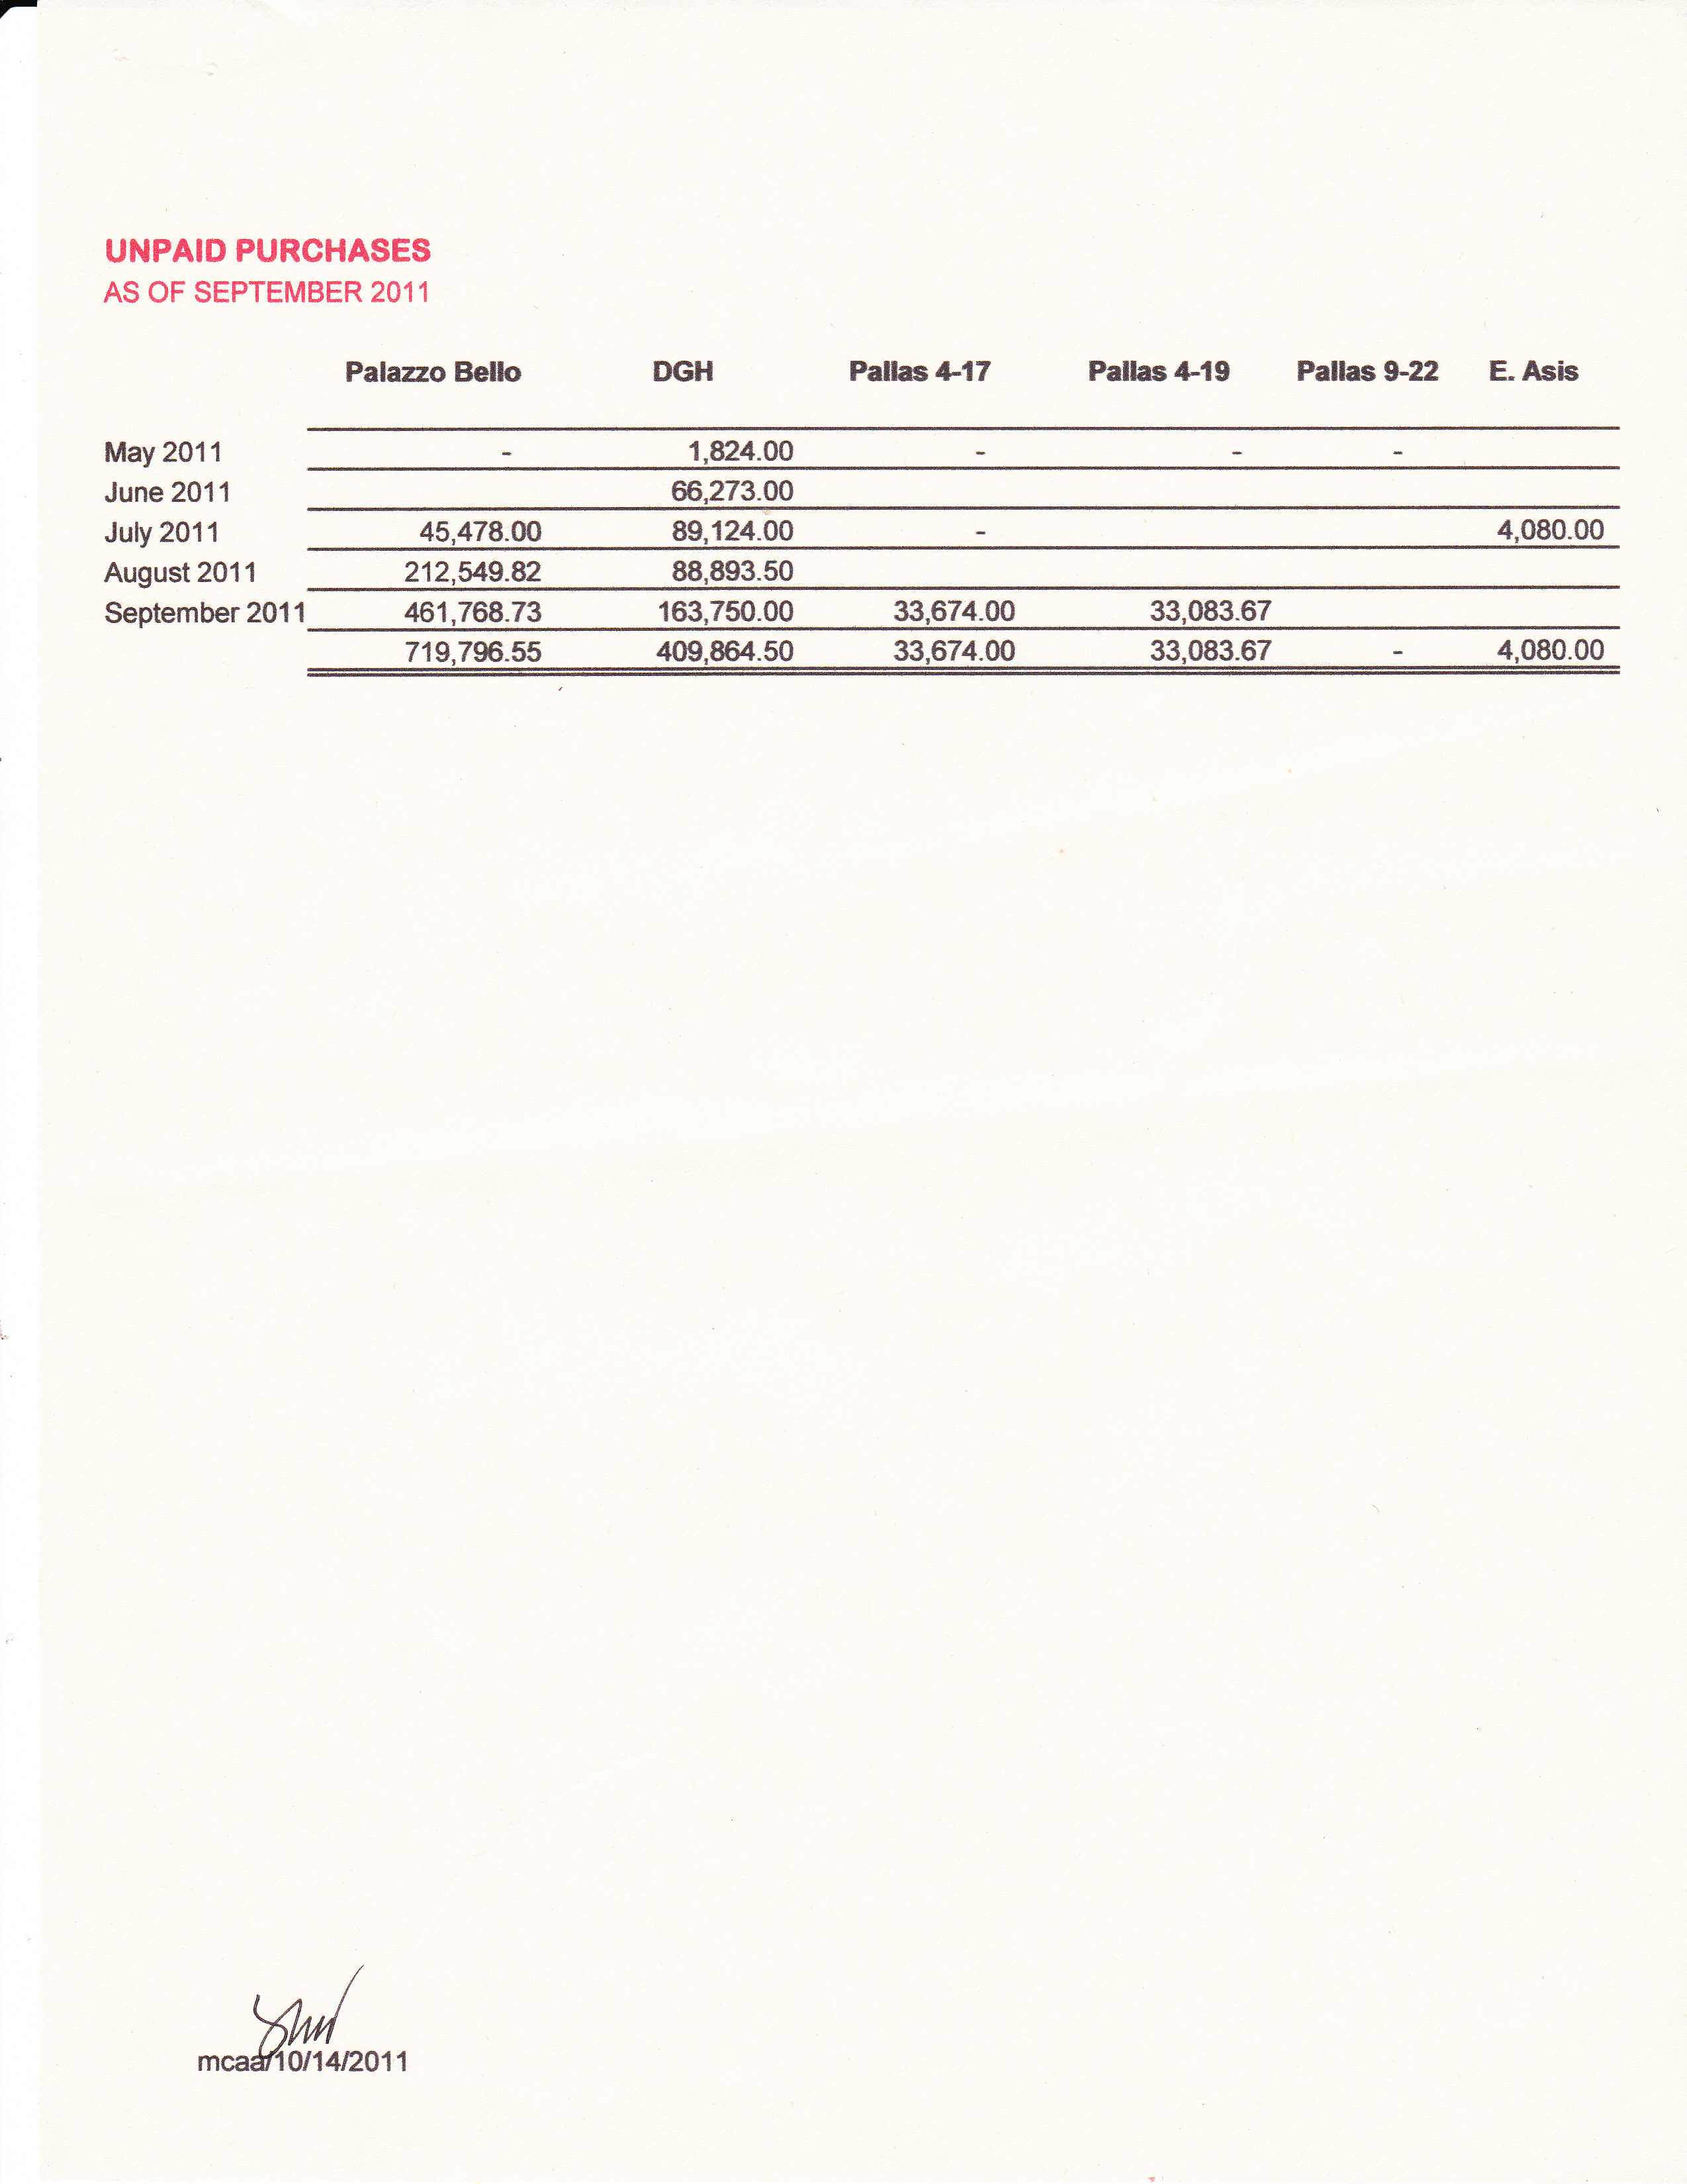 UNPAID PURCHASES
AS OF SEPTEMBER 2011
Palazzo Bello DGH Pallas 4-17 Pallas 4-19 Pallas 9-22 E. Asis
May 2011 - 1,824.00 - - -
June 2011 66,273.00
July 2011 45,478.00 89,124.00 - 4,080.00
August 2011 212,549.82 88,893.50
September 2011 461,768.73 163,750.00 33,674.00 33,083.67
719,796.55 409,864.50 33,674.00 33,083.67 - 4,080.00
mcaa/10/14/2011